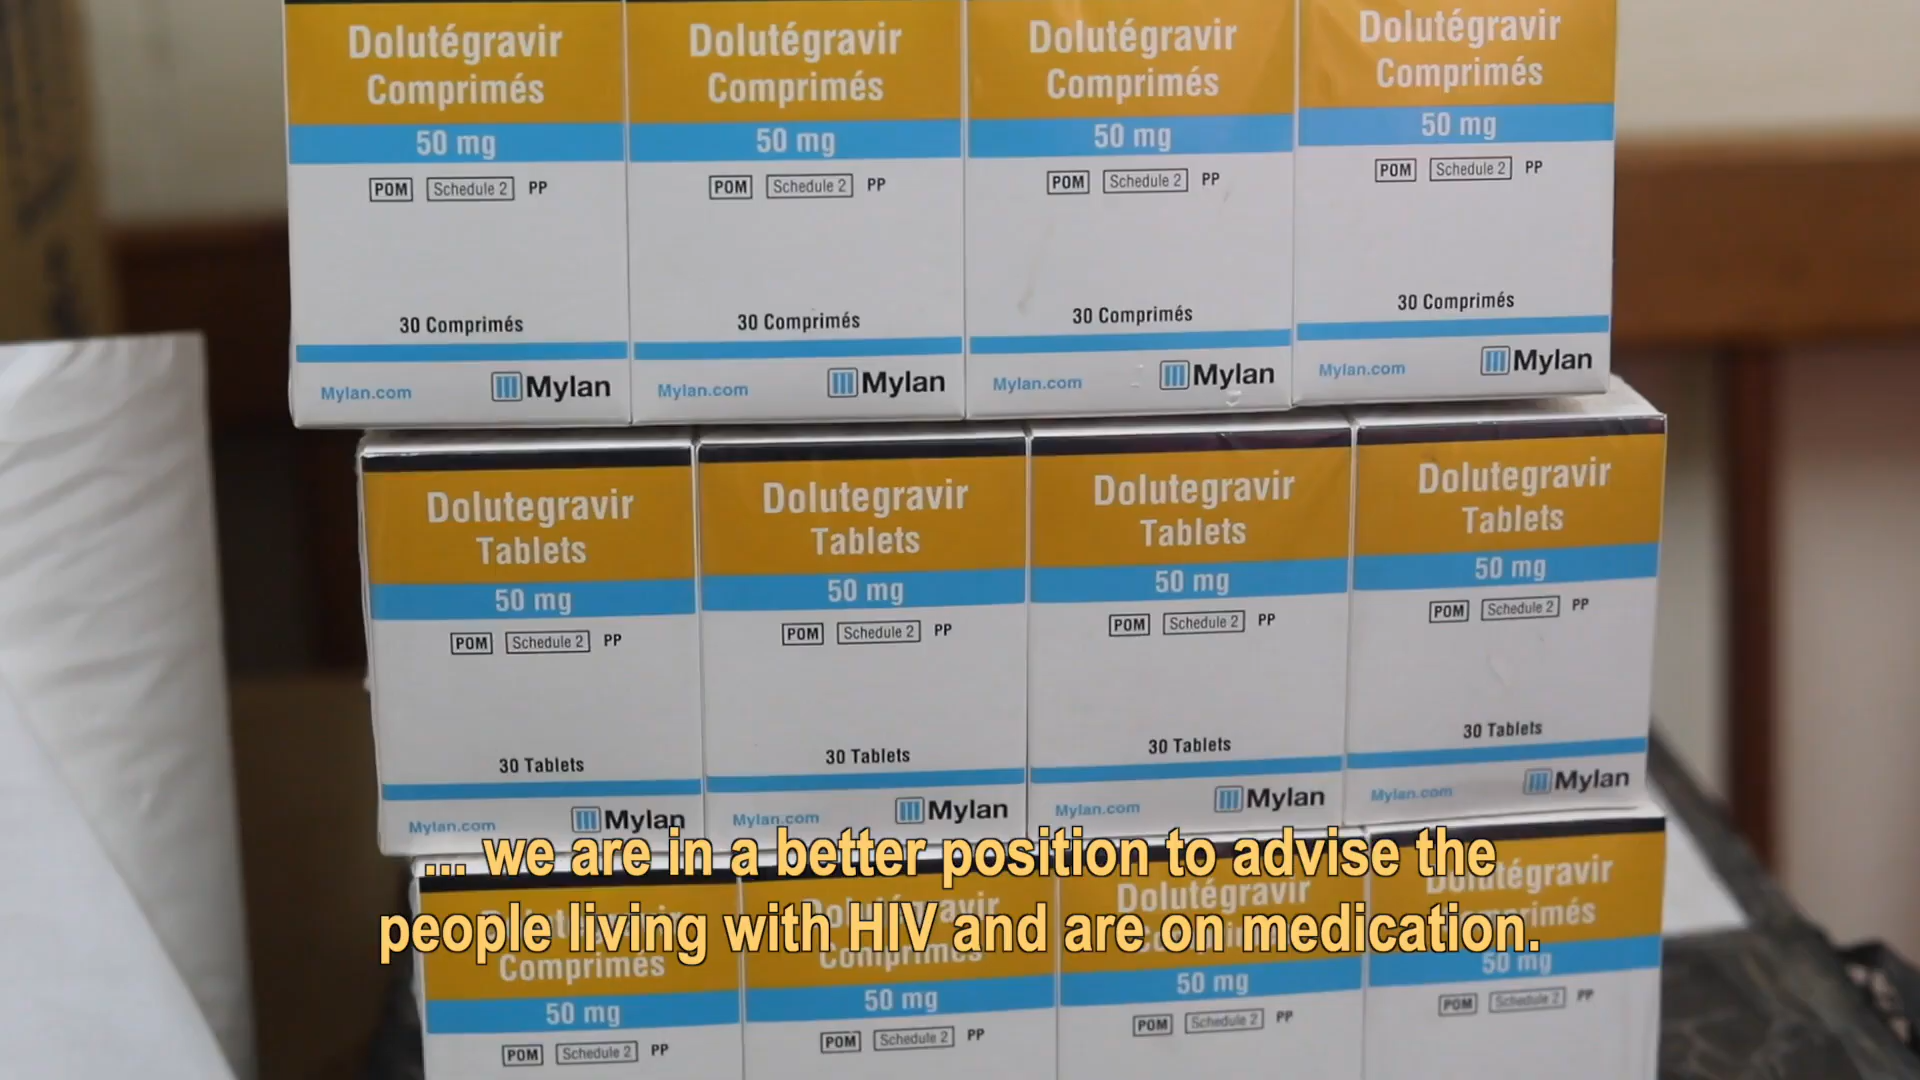 Dolutégravir
Comprimés
50 mg
POM Schedule 2 PP
30 Comprimés
Mylan.com Mylan
Dolutégravir
Comprimés
50 mg
POM Schedule 2 PP
30 Comprimés
Mylan.com Mylan
Dolutégravir
Comprimés
50 mg
POM Schedule 2 PP
30 Comprimés
Mylan.com Mylan
Dolutégravir
Comprimés
50 mg
POM Schedule 2 PP
30 Comprimés
Mylan.com Mylan
Dolutegravir
Tablets
50 mg
POM Schedule 2 PP
30 Tablets
Mylan.com Mylan
Dolutegravir
Tablets
50 mg
POM Schedule 2 PP
30 Tablets
Mylan.com Mylan
Dolutegravir
Tablets
50 mg
POM Schedule 2 PP
30 Tablets
Mylan.com Mylan
Dolutegravir
Tablets
50 mg
POM Schedule 2 PP
30 Tablets
Mylan.com Mylan
... we are in a better position to advise the
people living with HIV and are on medication.
Dolutégravir
Comprimés
50 mg
POM Schedule 2 PP
Dolutégravir
Comprimés
50 mg
POM Schedule 2 PP
Dolutégravir
50 mg
POM Schedule 2 PP
Dolutégravir
Comprimés
50 mg
POM Schedule 2 PP